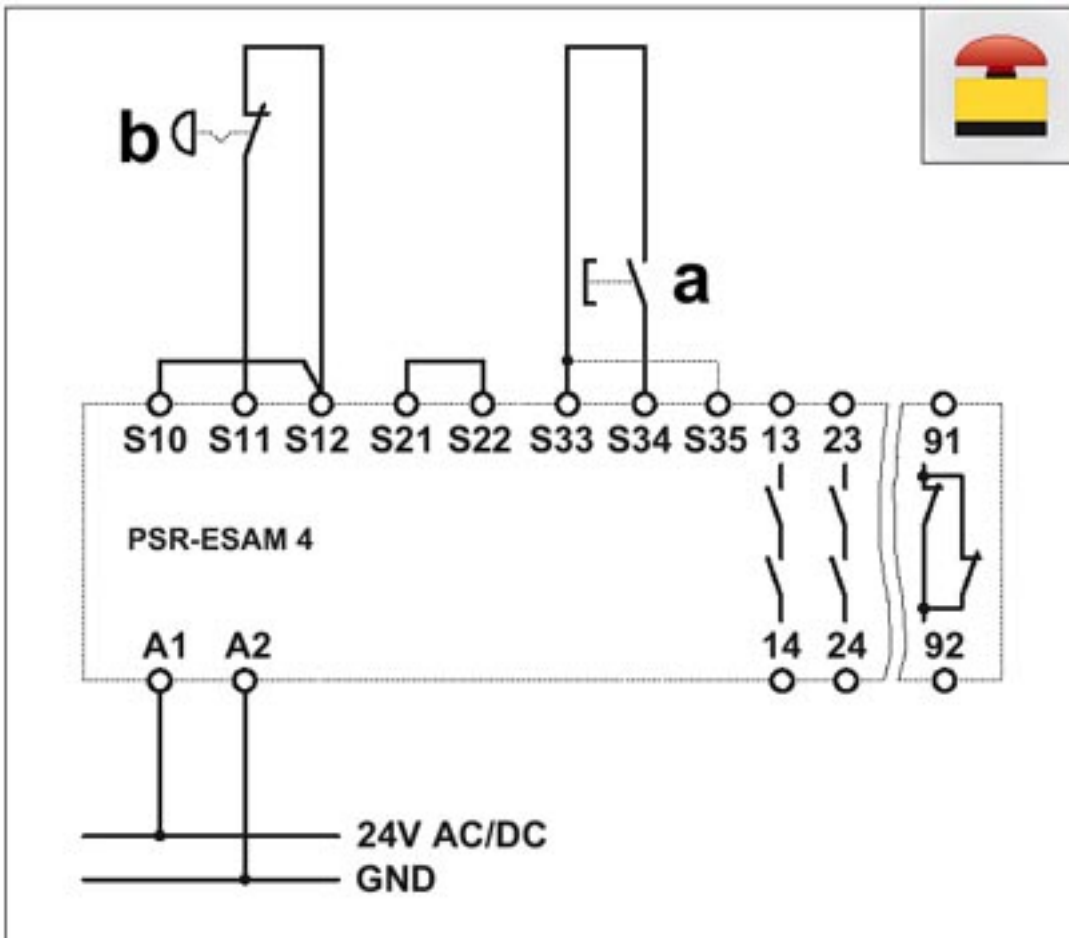 b
a
S10 S11 S12 S21 S22 S33 S34 S35 13 23 91
PSR-ESAM 4
A1 A2 14 24 92
24V AC/DC
GND